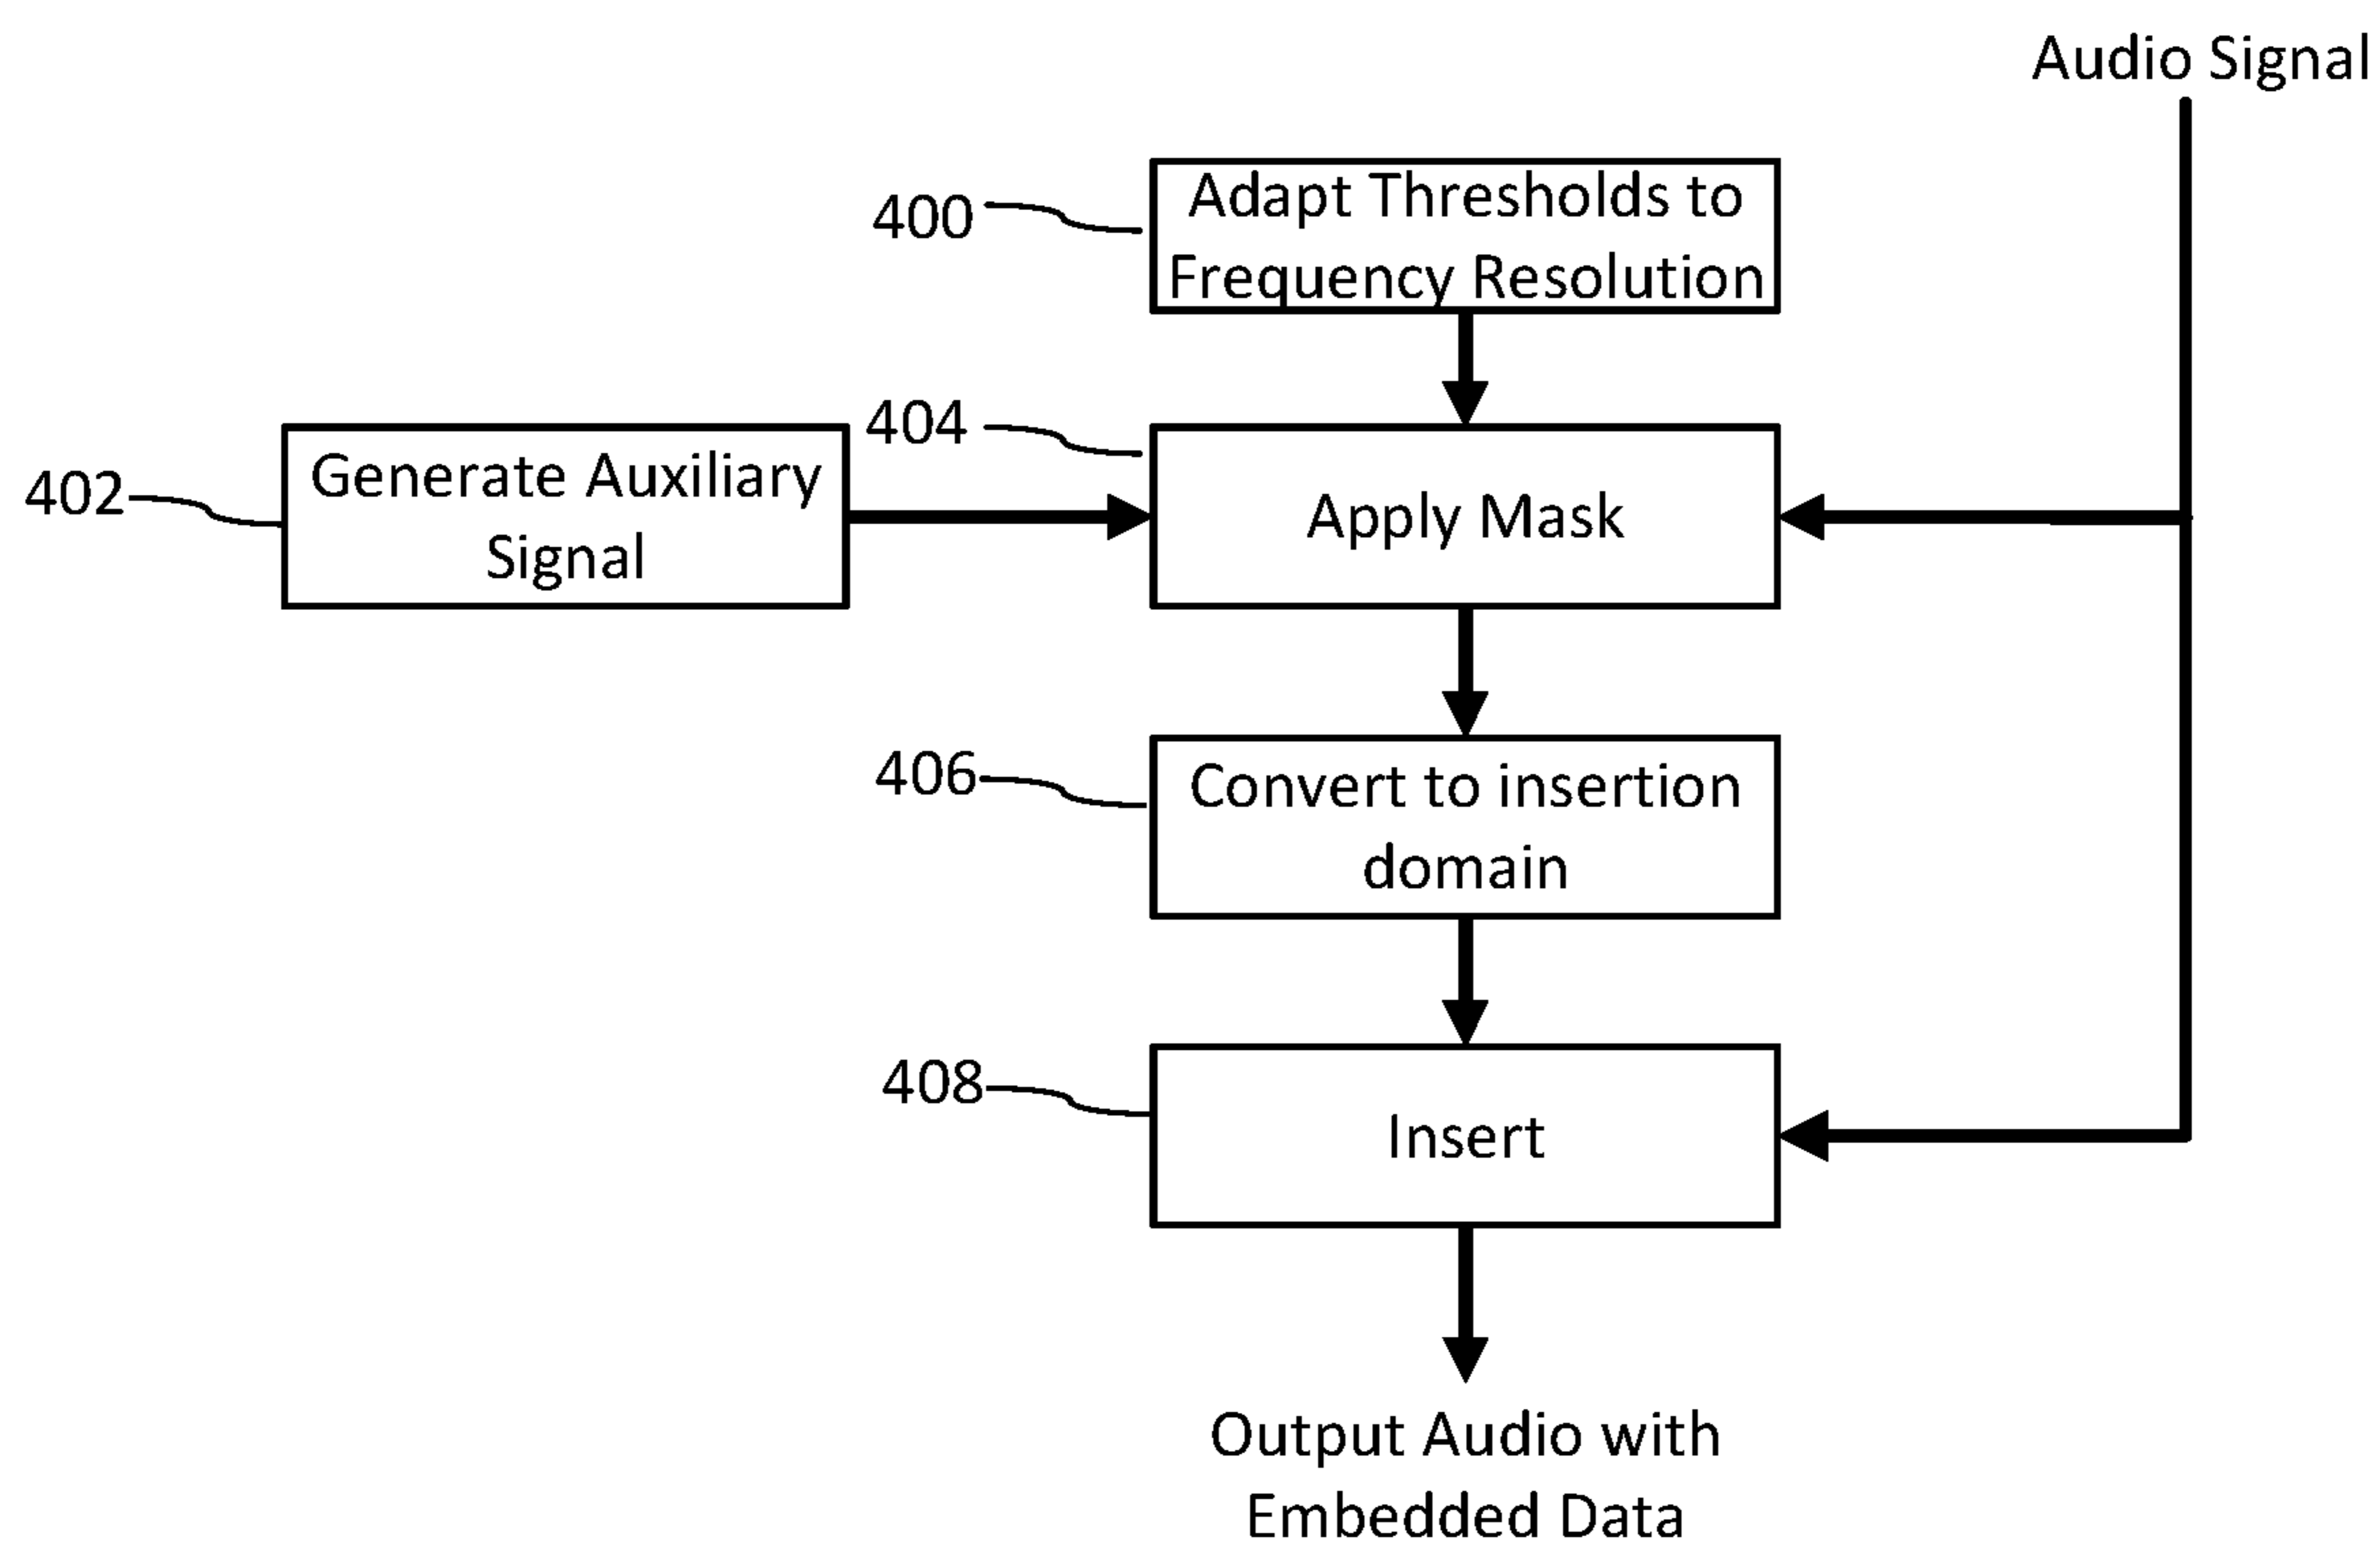 Audio Signal
400
Adapt Thresholds to
Frequency Resolution
404
402
Generate Auxiliary
Signal
Apply Mask
406
Convert to insertion
domain
408
Insert
Output Audio with
Embedded Data